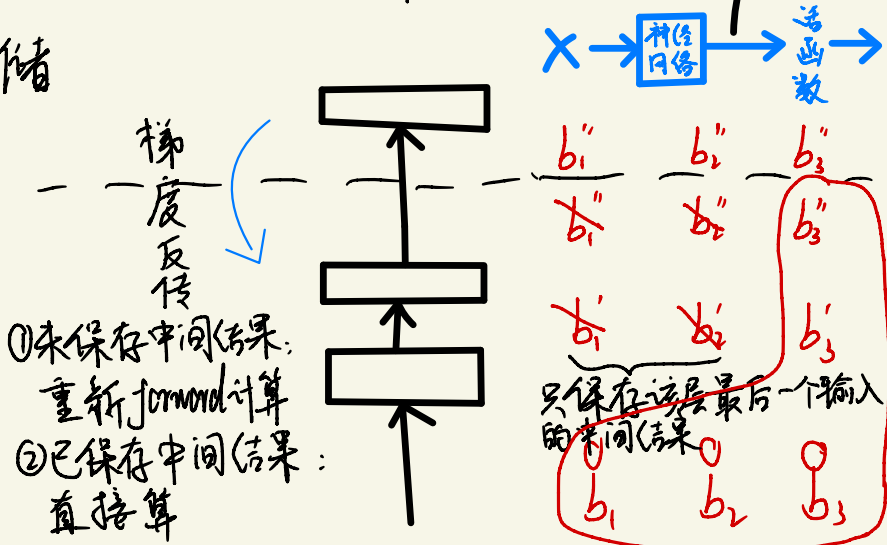 储
X
神经
网络
活
函
数
梯
度
反
传
b₁'' b₂'' b₃''
b₁'' b₂'' b₃''
b₁' b₂' b₃'
①未保存中间结果:
重新forward计算
②已保存中间结果:
直接算
只保存该层最后一个输入
的中间结果
b₁ b₂ b₃